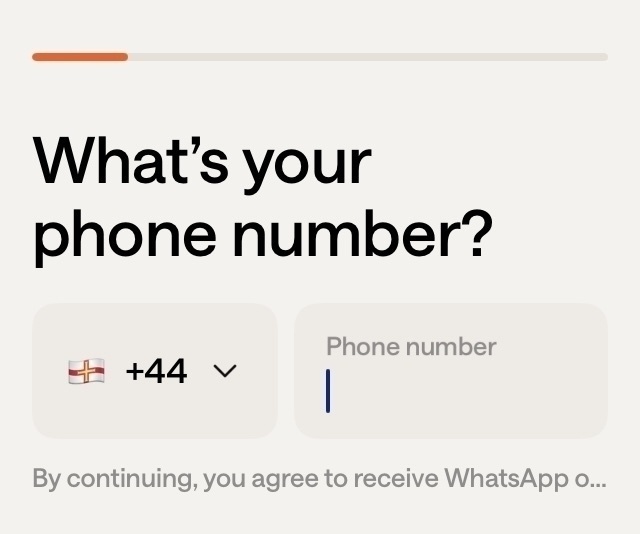 What’s your
phone number?
+44
Phone number
By continuing, you agree to receive WhatsApp o...